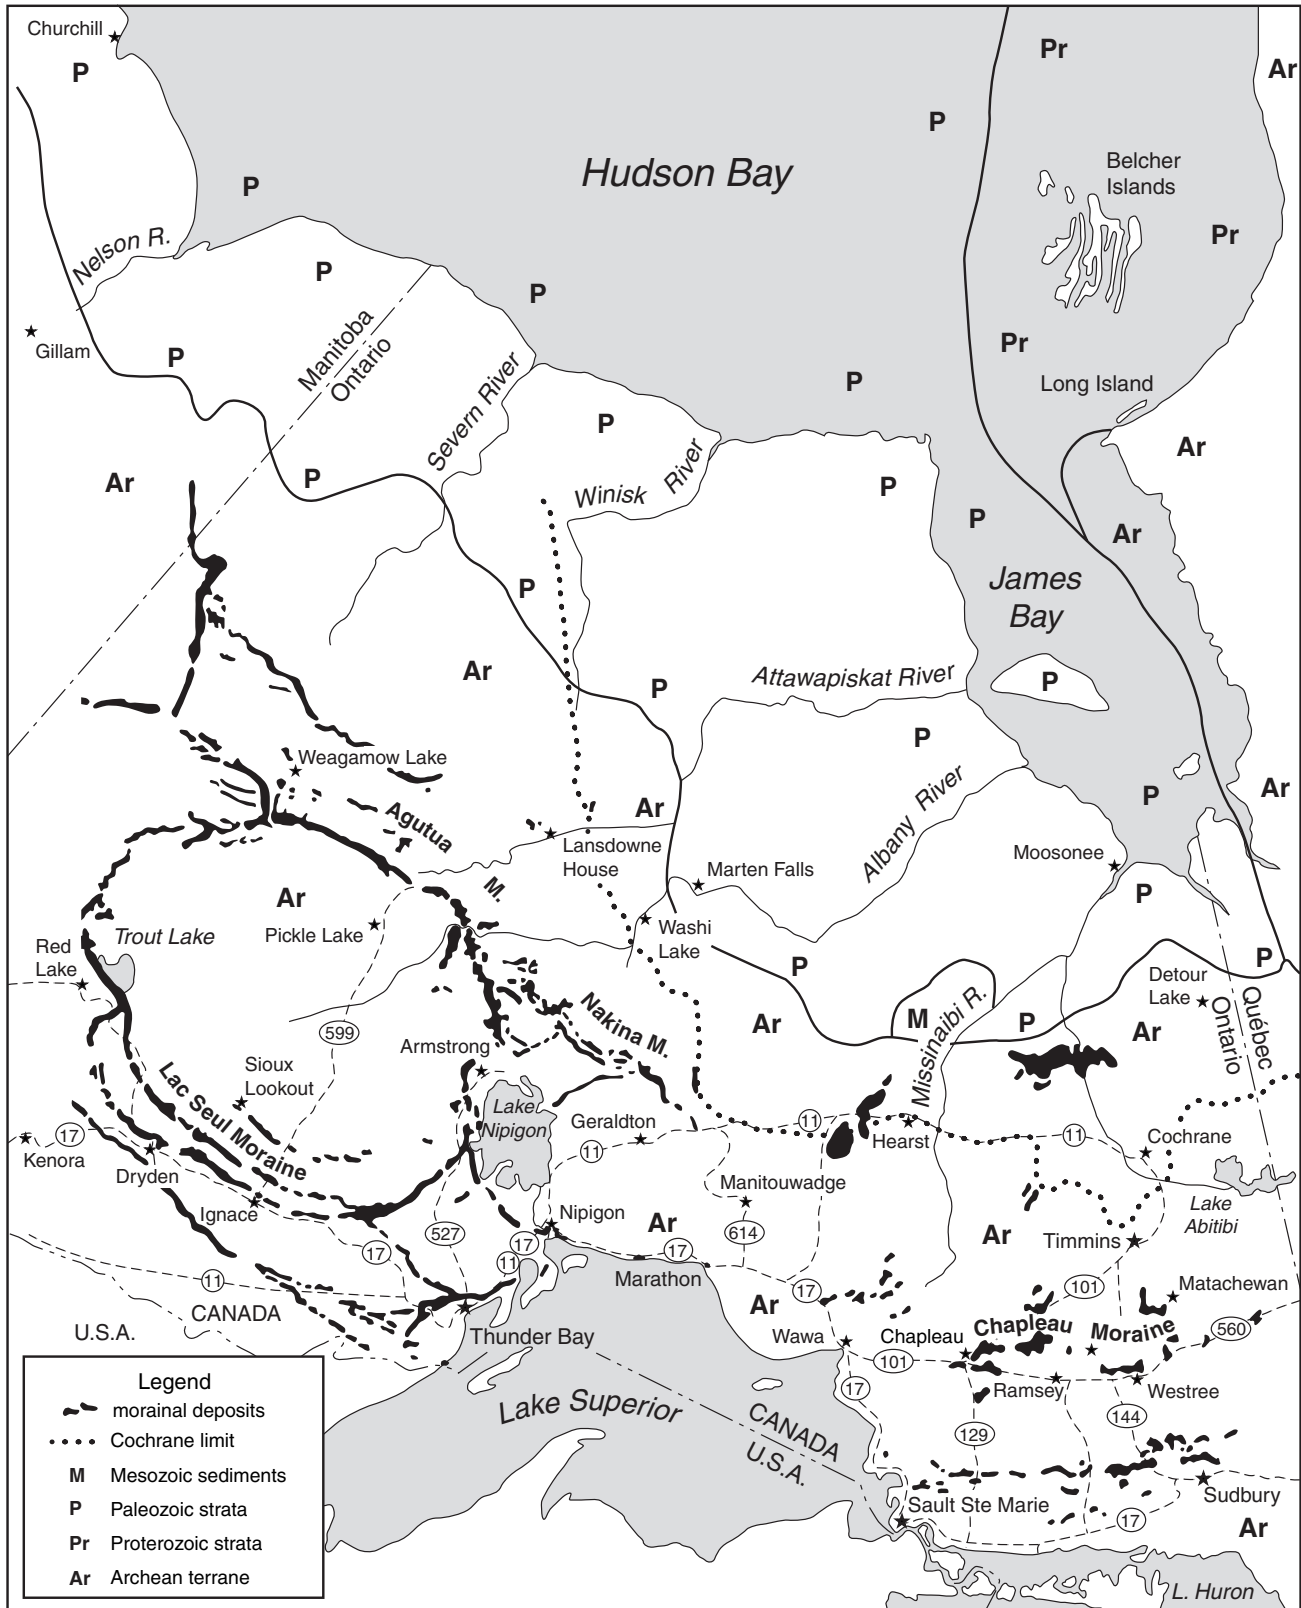 Churchill
P
Pr
Ar
P
Hudson Bay
Belcher
Islands
P
Pr
Nelson R.
P
P
Gillam
P
Manitoba
Ontario
Pr
Severn River
P
Long Island
P
Ar
P
Ar
Winisk River
P
P
Ar
P
James
Bay
Ar
P
Attawapiskat River
P
P
Weagamow Lake
Agutua
M.
Ar
Albany River
P
Ar
Lansdowne
House
Marten Falls
Moosonee
P
Ar
Pickle Lake
Trout Lake
Red
Lake
Washi
Lake
P
P
Detour
Lake
Nakina M.
M
Missinaibi R.
P
Ar
Ar
Ontario
Québec
599
Armstrong
Sioux
Lookout
Lac Seul Moraine
Lake
Nipigon
Geraldton
11
11
Hearst
11
Cochrane
17
Kenora
Dryden
Manitouwadge
Lake
Abitibi
Ignace
Nipigon
Ar
614
Ar
Timmins
527
17
17
11
17
Marathon
11
CANADA
U.S.A.
17
101
Matachewan
Ar
Thunder Bay
Wawa
Chapleau
Chapleau Moraine
560
101
Ramsey
Westree
17
144
Lake Superior
CANADA
U.S.A.
129
Sault Ste Marie
Sudbury
17
Ar
L. Huron
Legend
morainal deposits
Cochrane limit
M Mesozoic sediments
P Paleozoic strata
Pr Proterozoic strata
Ar Archean terrane